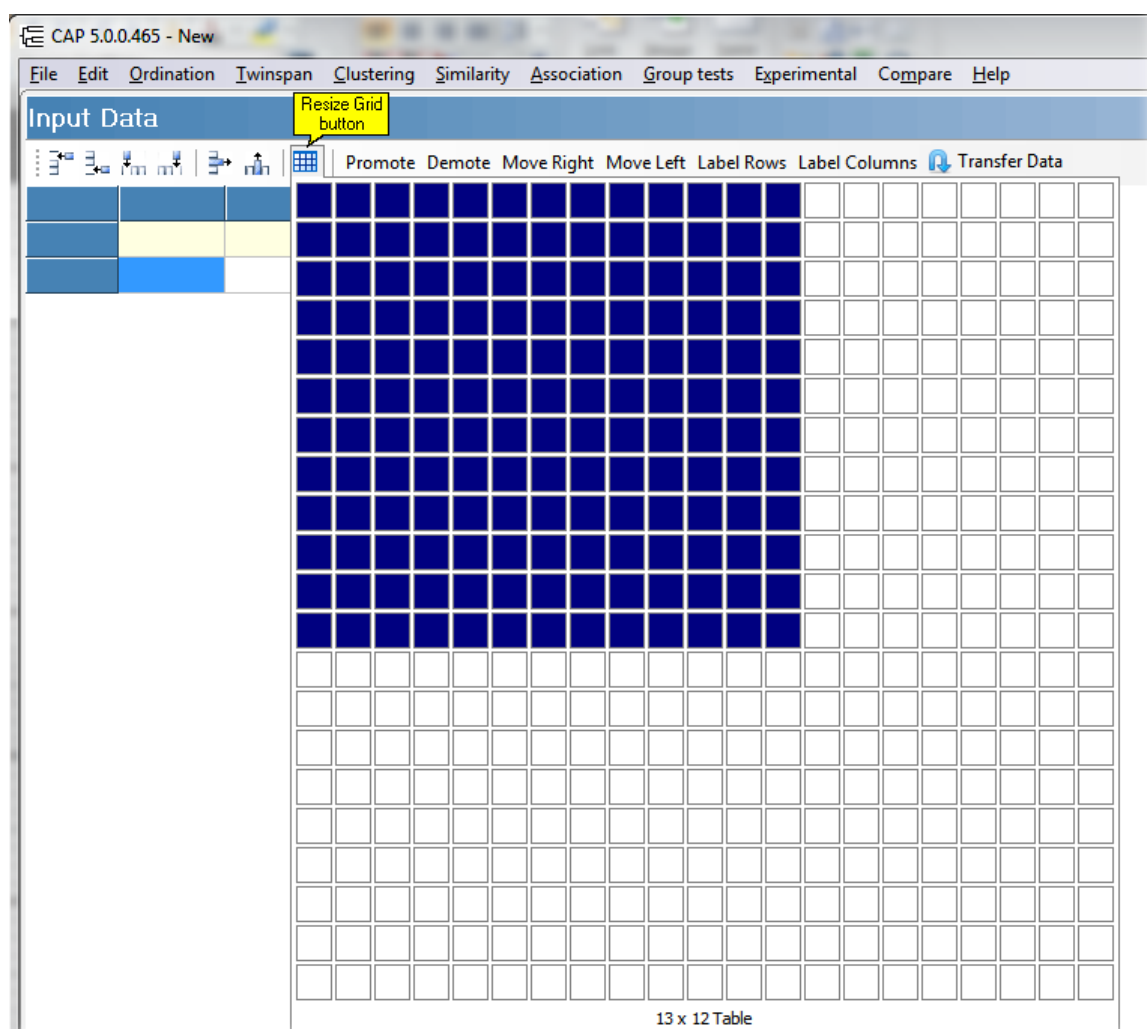 CAP 5.0.0.465 - New
File Edit Ordination Twinspan Clustering Similarity Association Group tests Experimental Compare Help
Resize Grid
button
Input Data
Promote Demote Move Right Move Left Label Rows Label Columns Transfer Data
13 x 12 Table